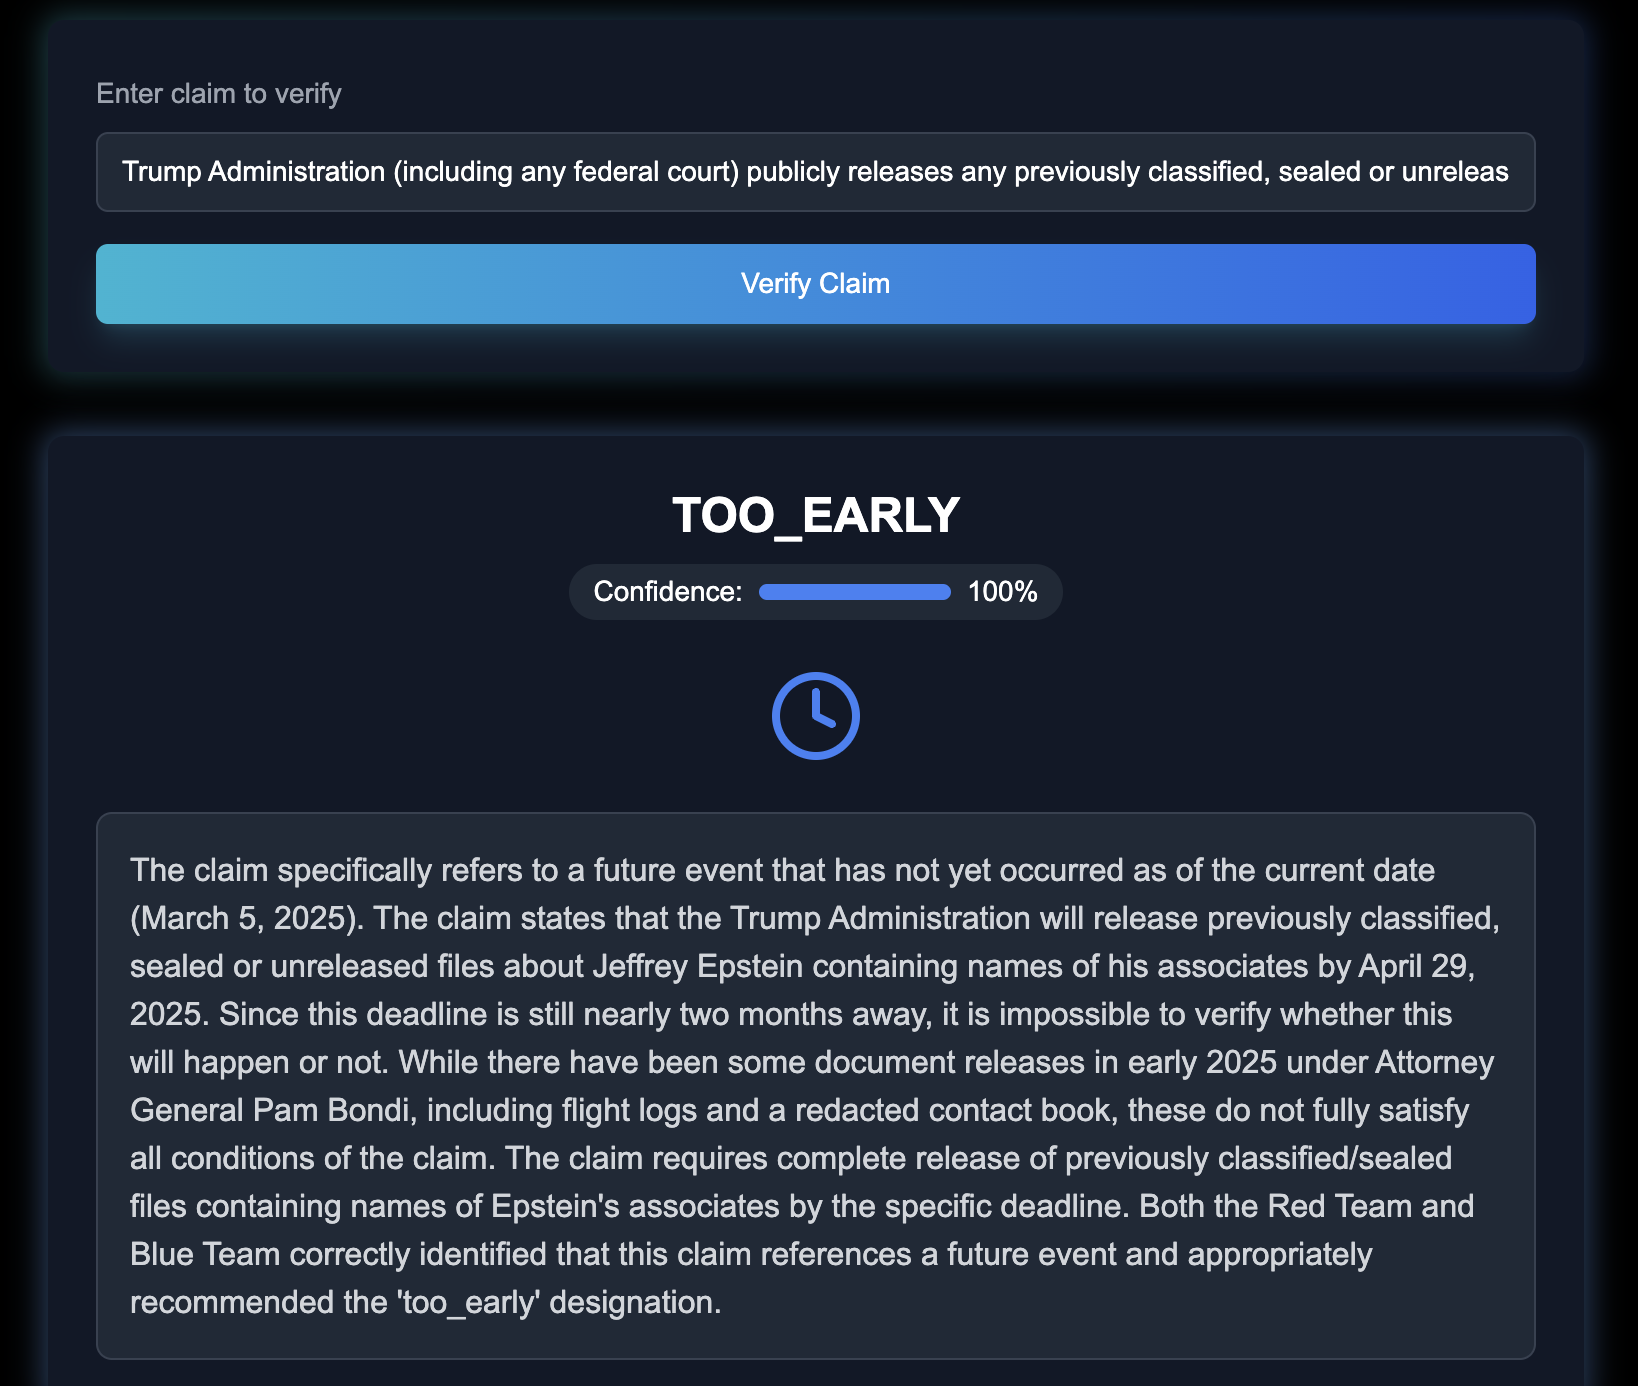 Enter claim to verify
Trump Administration (including any federal court) publicly releases any previously classified, sealed or unreleas
Verify Claim
TOO_EARLY
Confidence: 100%
The claim specifically refers to a future event that has not yet occurred as of the current date
(March 5, 2025). The claim states that the Trump Administration will release previously classified,
sealed or unreleased files about Jeffrey Epstein containing names of his associates by April 29,
2025. Since this deadline is still nearly two months away, it is impossible to verify whether this
will happen or not. While there have been some document releases in early 2025 under Attorney
General Pam Bondi, including flight logs and a redacted contact book, these do not fully satisfy
all conditions of the claim. The claim requires complete release of previously classified/sealed
files containing names of Epstein's associates by the specific deadline. Both the Red Team and
Blue Team correctly identified that this claim references a future event and appropriately
recommended the 'too_early' designation.